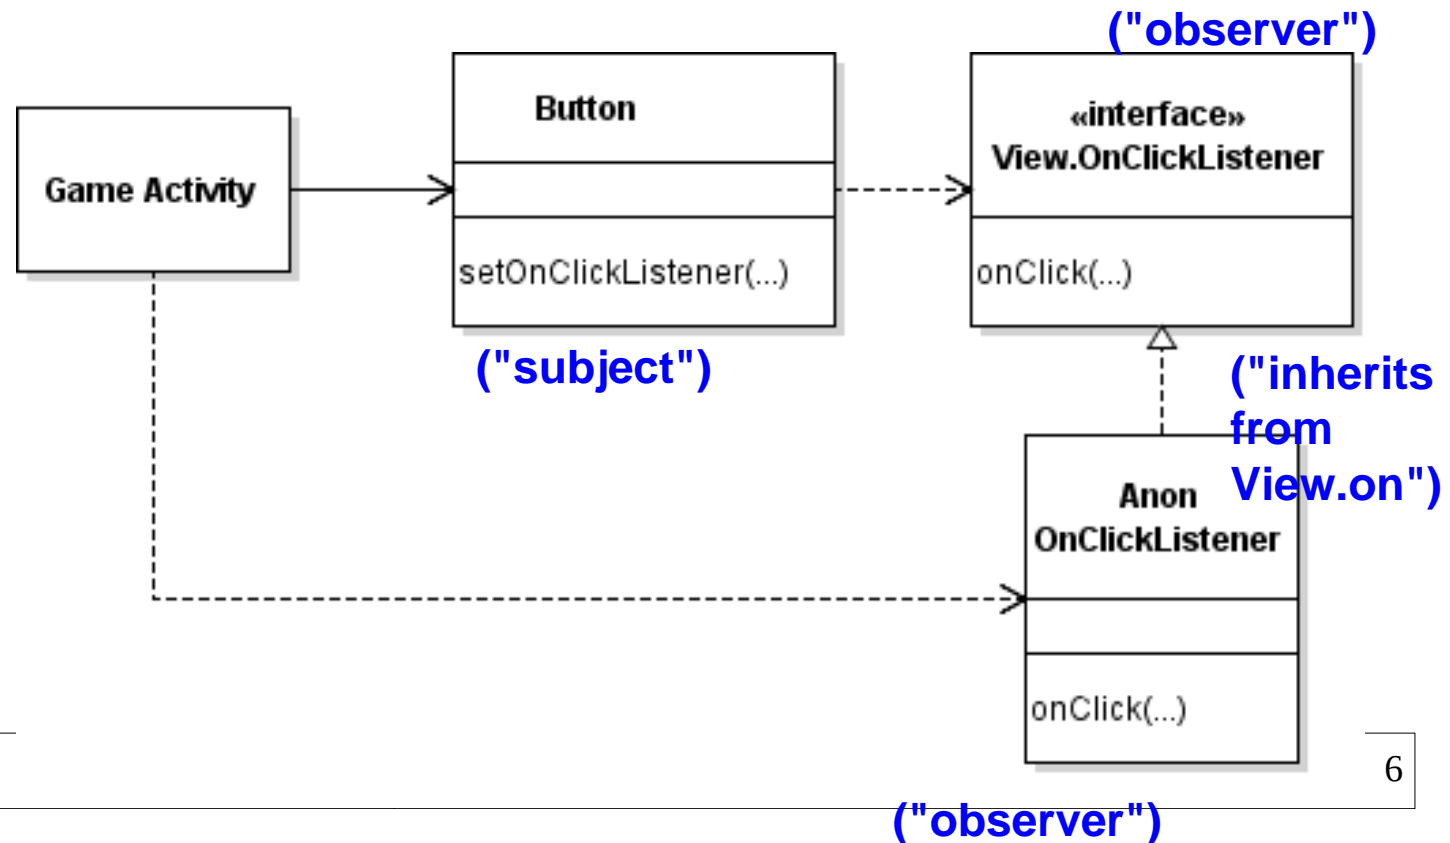 ("observer")
Button
«interface»
View.OnClickListener
Game Activity
setOnClickListener(...)
onClick(...)
("subject")
("inherits
from
View.on")
Anon
OnClickListener
onClick(...)
6
("observer")